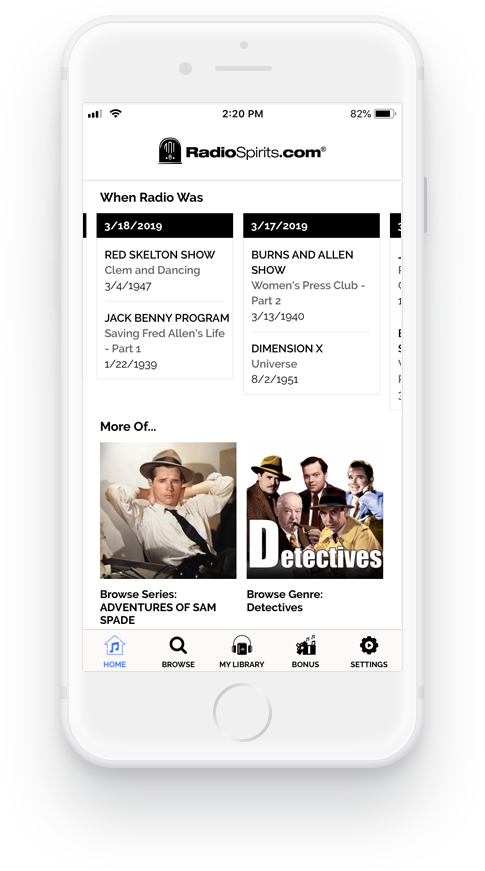 2:20 PM
82%
RadioSpirits.com®
When Radio Was
3/18/2019
RED SKELTON SHOW
Clem and Dancing
3/4/1947
JACK BENNY PROGRAM
Saving Fred Allen's Life
- Part 1
1/22/1939
3/17/2019
BURNS AND ALLEN
SHOW
Women's Press Club -
Part 2
3/13/1940
DIMENSION X
Universe
8/2/1951
More Of...
Detectives
Browse Series:
ADVENTURES OF SAM
SPADE
Browse Genre:
Detectives
HOME
BROWSE
MY LIBRARY
BONUS
SETTINGS